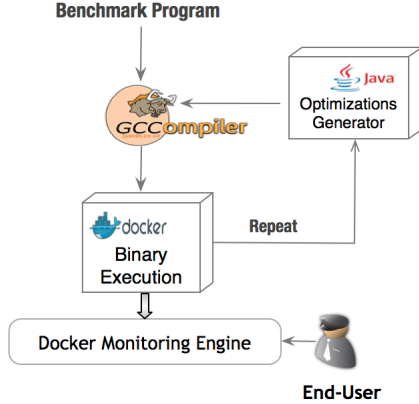 Benchmark Program
Java
Optimizations
Generator
GCCompiler
docker
Binary
Execution
Repeat
Docker Monitoring Engine
End-User